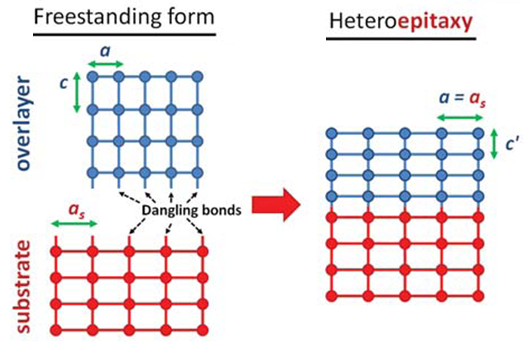 Freestanding form
Heteroepitaxy
a
c
overlayer
a = aₛ
c'
Dangling bonds
aₛ
substrate